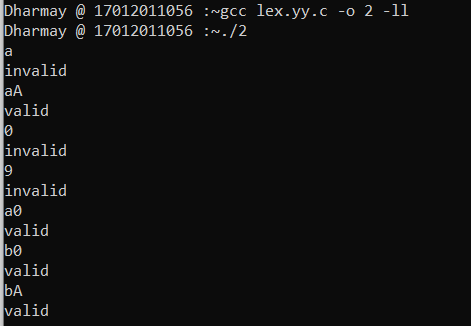 Dharmay @ 17012011056 :~gcc lex.yy.c -o 2 -ll
Dharmay @ 17012011056 :~./2
a
invalid
aA
valid
0
invalid
9
invalid
a0
valid
b0
valid
bA
valid